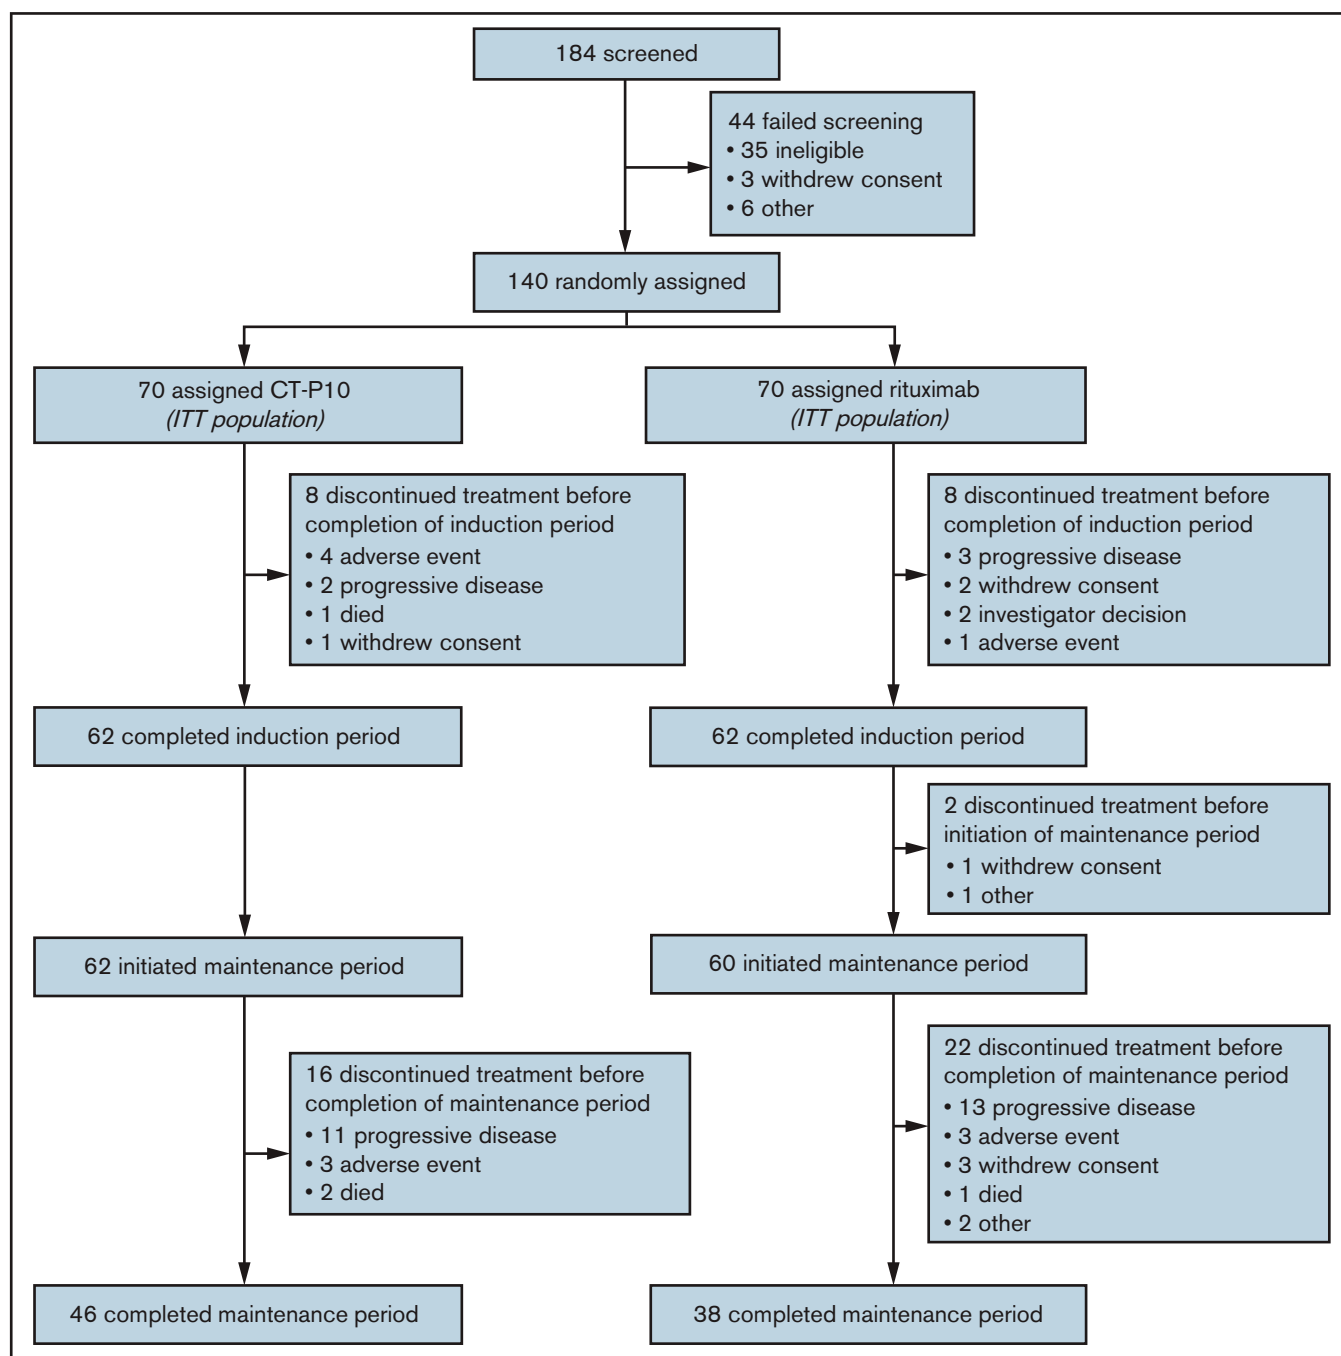 184 screened
44 failed screening
• 35 ineligible
• 3 withdrew consent
• 6 other
140 randomly assigned
70 assigned CT-P10
(ITT population)
70 assigned rituximab
(ITT population)
8 discontinued treatment before
completion of induction period
• 4 adverse event
• 2 progressive disease
• 1 died
• 1 withdrew consent
8 discontinued treatment before
completion of induction period
• 3 progressive disease
• 2 withdrew consent
• 2 investigator decision
• 1 adverse event
62 completed induction period
62 completed induction period
2 discontinued treatment before
initiation of maintenance period
• 1 withdrew consent
• 1 other
62 initiated maintenance period
60 initiated maintenance period
16 discontinued treatment before
completion of maintenance period
• 11 progressive disease
• 3 adverse event
• 2 died
22 discontinued treatment before
completion of maintenance period
• 13 progressive disease
• 3 adverse event
• 3 withdrew consent
• 1 died
• 2 other
46 completed maintenance period
38 completed maintenance period